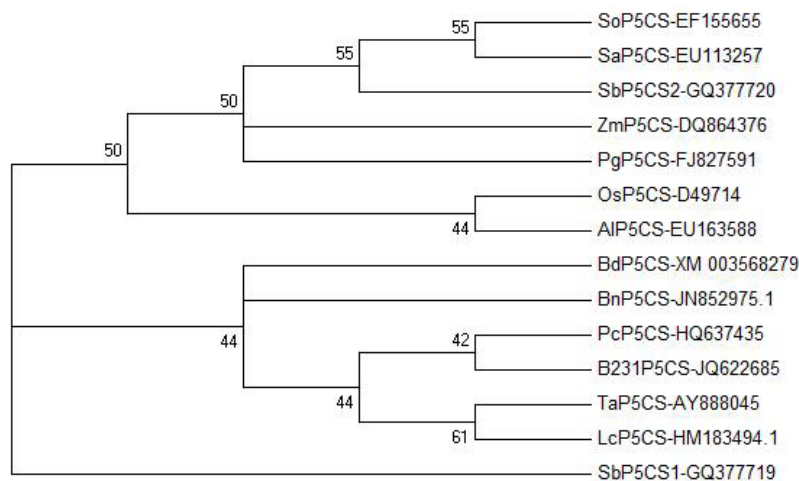 55
SoP5CS-EF155655
55
SaP5CS-EU113257
SbP5CS2-GQ377720
50
ZmP5CS-DQ864376
50
PgP5CS-FJ827591
OsP5CS-D49714
44
AlP5CS-EU163588
BdP5CS-XM 003568279
BnP5CS-JN852975.1
44
42
PcP5CS-HQ637435
B231P5CS-JQ622685
44
TaP5CS-AY888045
61
LcP5CS-HM183494.1
SbP5CS1-GQ377719